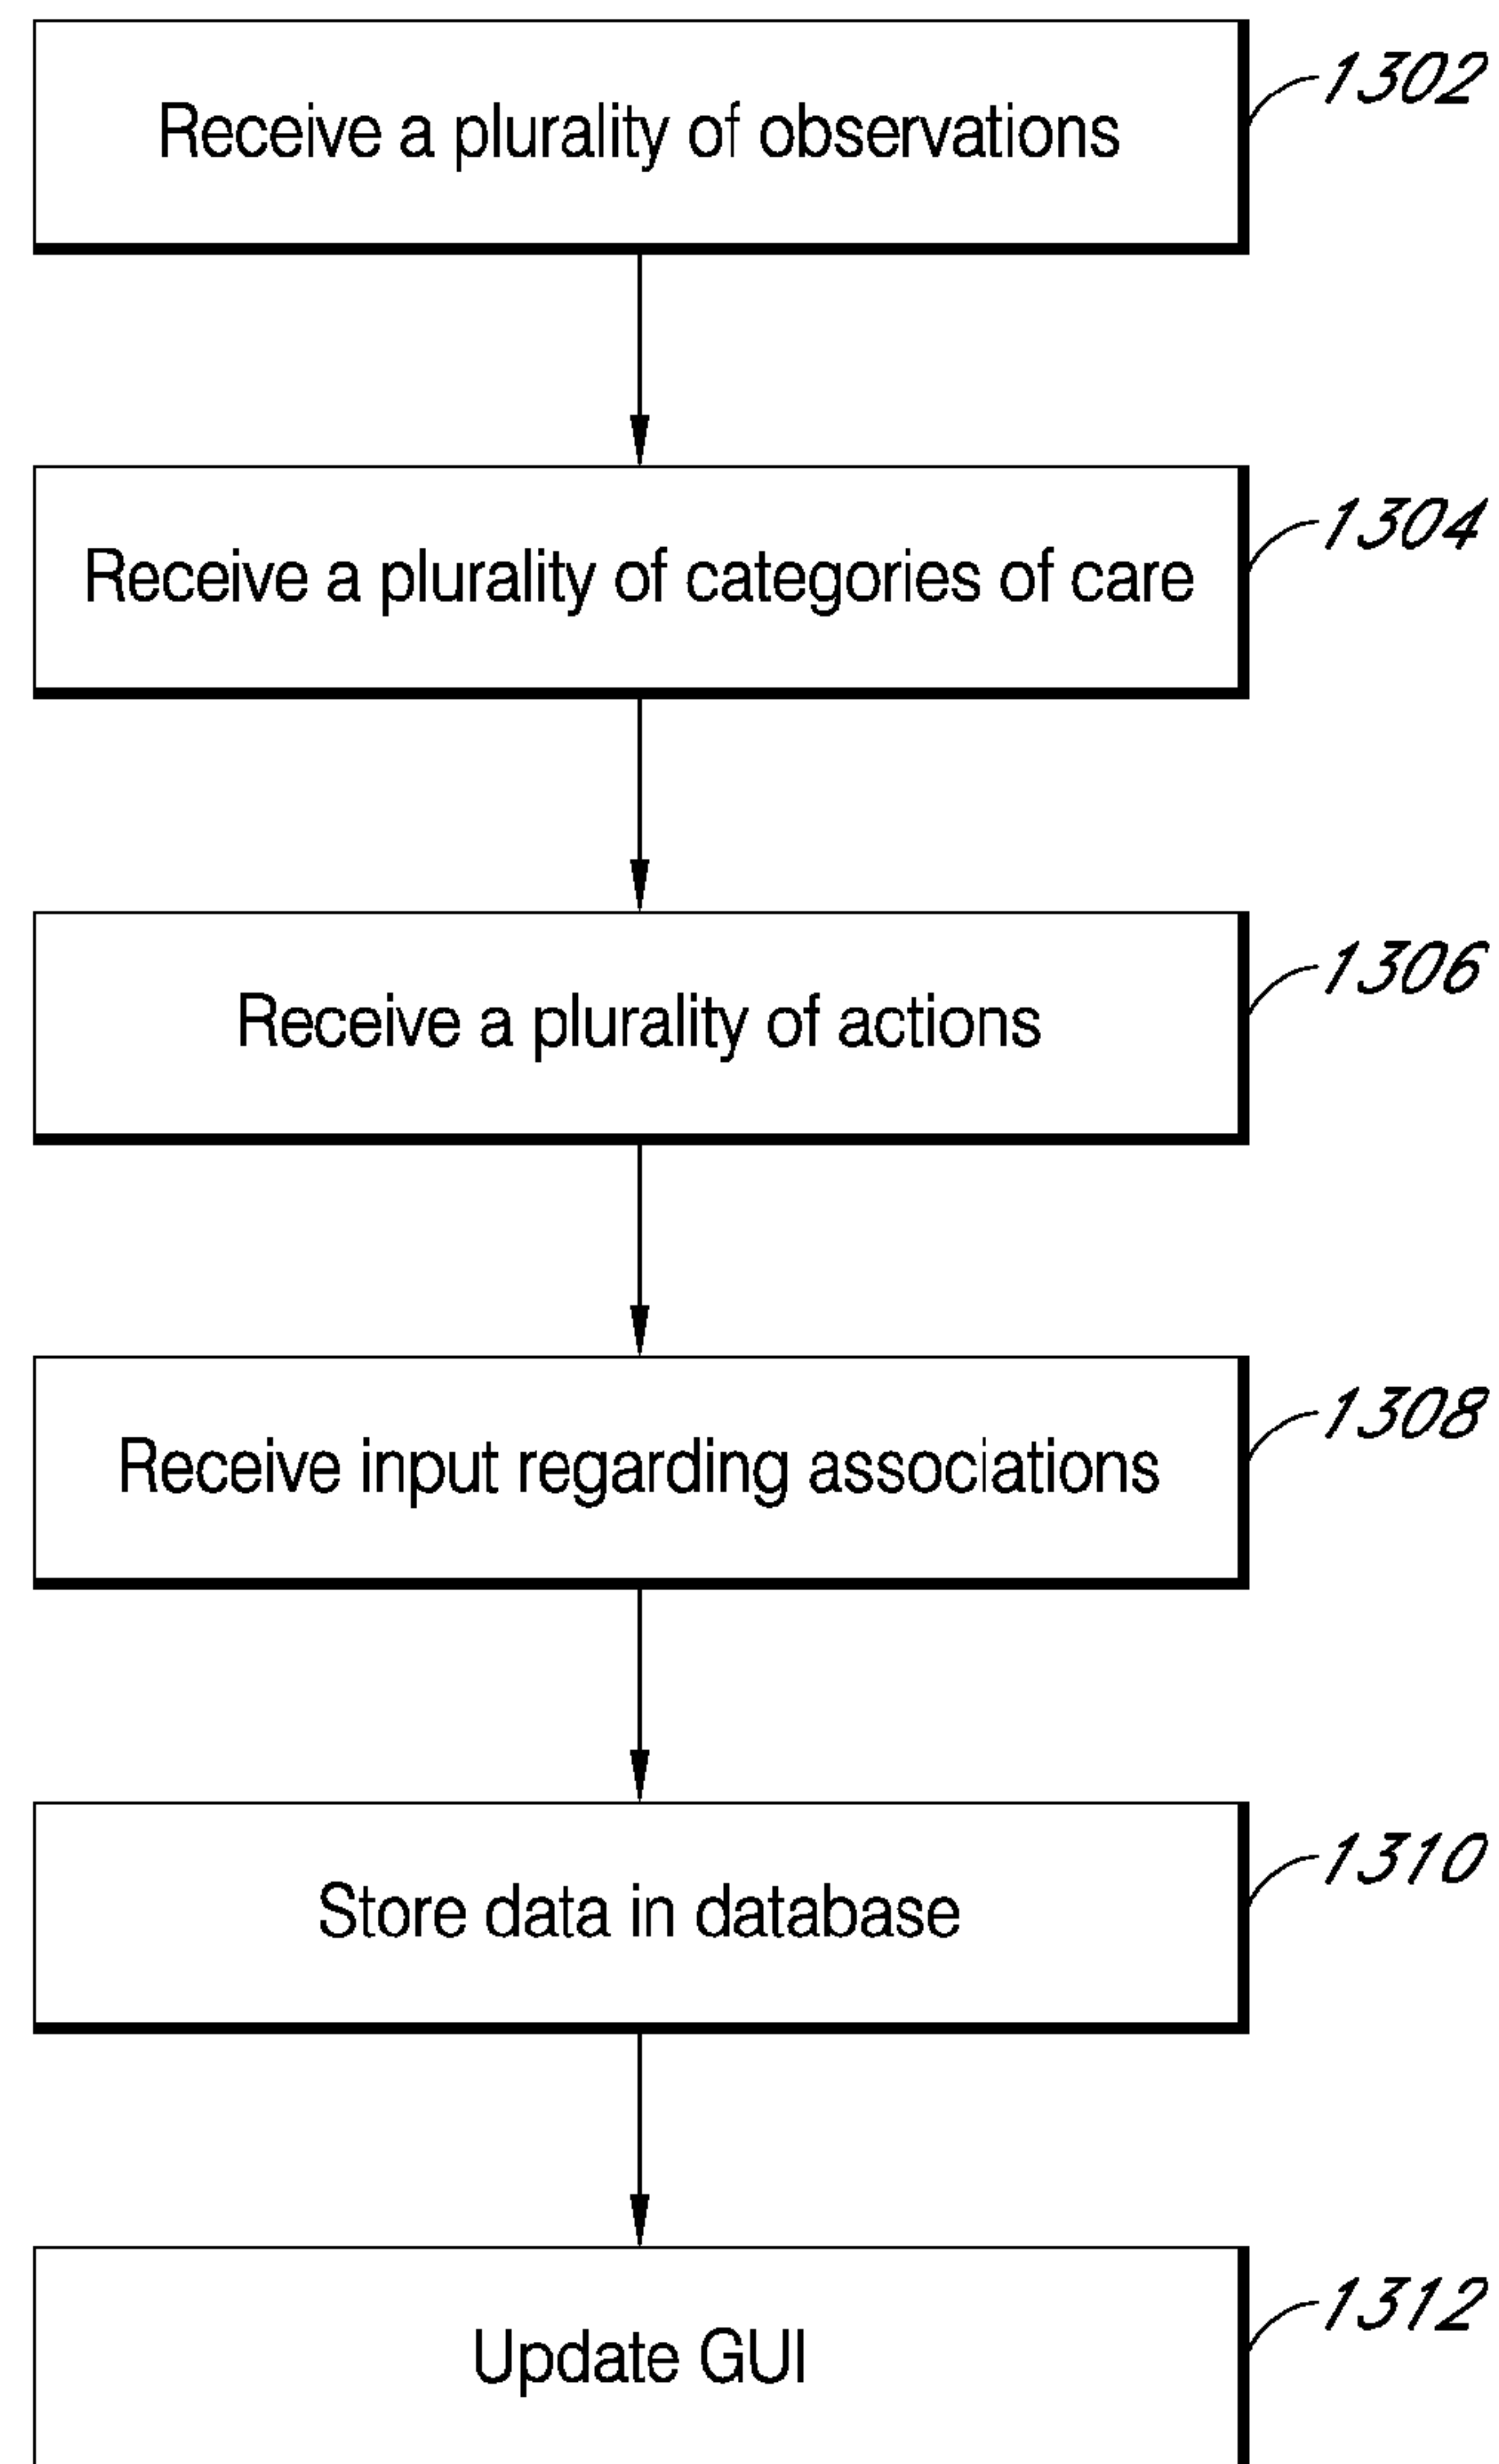 Receive a plurality of observations
1302
Receive a plurality of categories of care
1304
Receive a plurality of actions
1306
Receive input regarding associations
1308
Store data in database
1310
Update GUI
1312